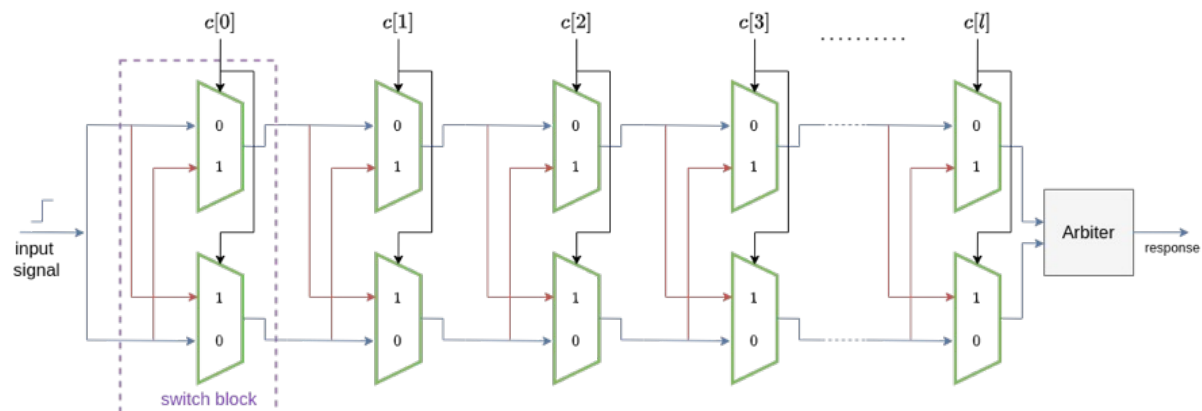 c[0] c[1] c[2] c[3] ......... c[l]
0 0 0 0 0
1 1 1 1 1
input
signal
Arbiter
response
1 1 1 1 1
0 0 0 0 0
switch block